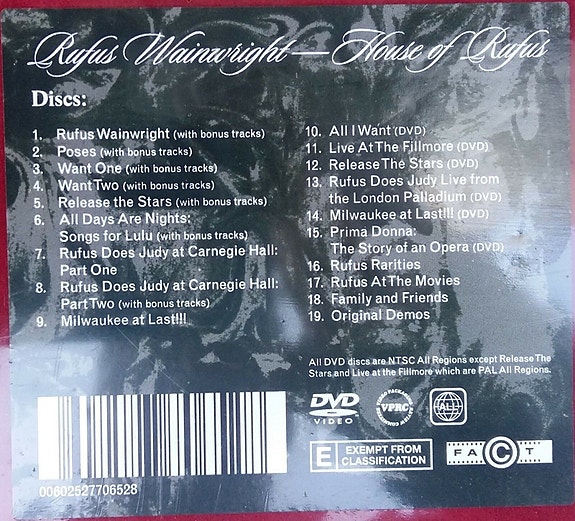 Rufus Wainwright — House of Rufus
Discs:
1. Rufus Wainwright (with bonus tracks)
2. Poses (with bonus tracks)
3. Want One (with bonus tracks)
4. Want Two (with bonus tracks)
5. Release the Stars (with bonus tracks)
6. All Days Are Nights:
Songs for Lulu (with bonus tracks)
7. Rufus Does Judy at Carnegie Hall:
Part One
8. Rufus Does Judy at Carnegie Hall:
Part Two (with bonus tracks)
9. Milwaukee at Last!!!
10. All I Want (DVD)
11. Live At The Fillmore (DVD)
12. Release The Stars (DVD)
13. Rufus Does Judy Live from
the London Palladium (DVD)
14. Milwaukee at Last!!! (DVD)
15. Prima Donna:
The Story of an Opera (DVD)
16. Rufus Rarities
17. Rufus At The Movies
18. Family and Friends
19. Original Demos
All DVD discs are NTSC All Regions except Release The
Stars and Live at the Fillmore which are PAL All Regions.
DVD
VIDEO
VPRC
ALL
E EXEMPT FROM
CLASSIFICATION
FACT
00602527706528